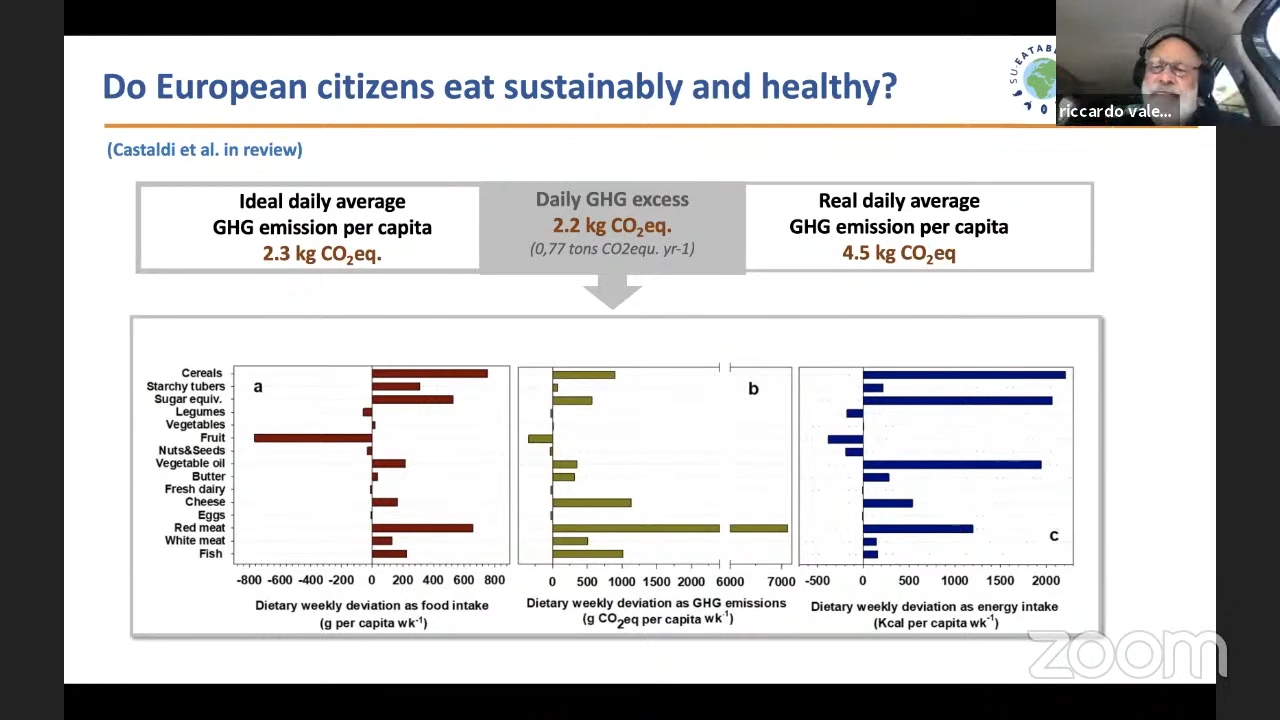 Do European citizens eat sustainably and healthy?
riccardo vale...
(Castaldi et al. in review)
Ideal daily average
GHG emission per capita
2.3 kg CO2eq.
Daily GHG excess
2.2 kg CO2eq.
(0,77 tons CO2equ. yr-1)
Real daily average
GHG emission per capita
4.5 kg CO2eq
Cereals
Starchy tubers
Sugar equiv.
Legumes
Vegetables
Fruit
Nuts&Seeds
Vegetable oil
Butter
Fresh dairy
Cheese
Eggs
Red meat
White meat
Fish
a
-800 -600 -400 -200 0 200 400 600 800
Dietary weekly deviation as food intake
(g per capita wk-1)
b
0 500 1000 1500 2000 6000 7000
Dietary weekly deviation as GHG emissions
(g CO2eq per capita wk-1)
c
-500 0 500 1000 1500 2000
Dietary weekly deviation as energy intake
(Kcal per capita wk-1)
zoom